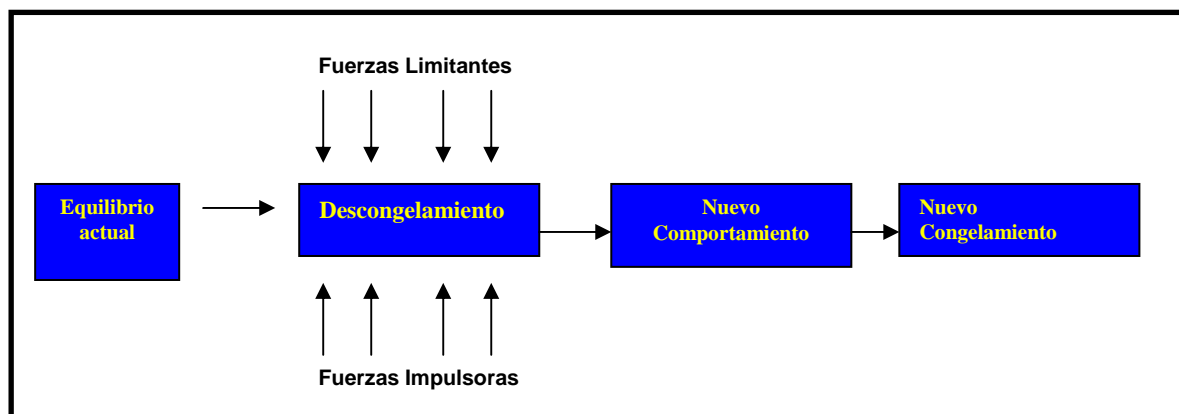 Fuerzas Limitantes
Equilibrio
actual
Descongelamiento
Nuevo
Comportamiento
Nuevo
Congelamiento
Fuerzas Impulsoras